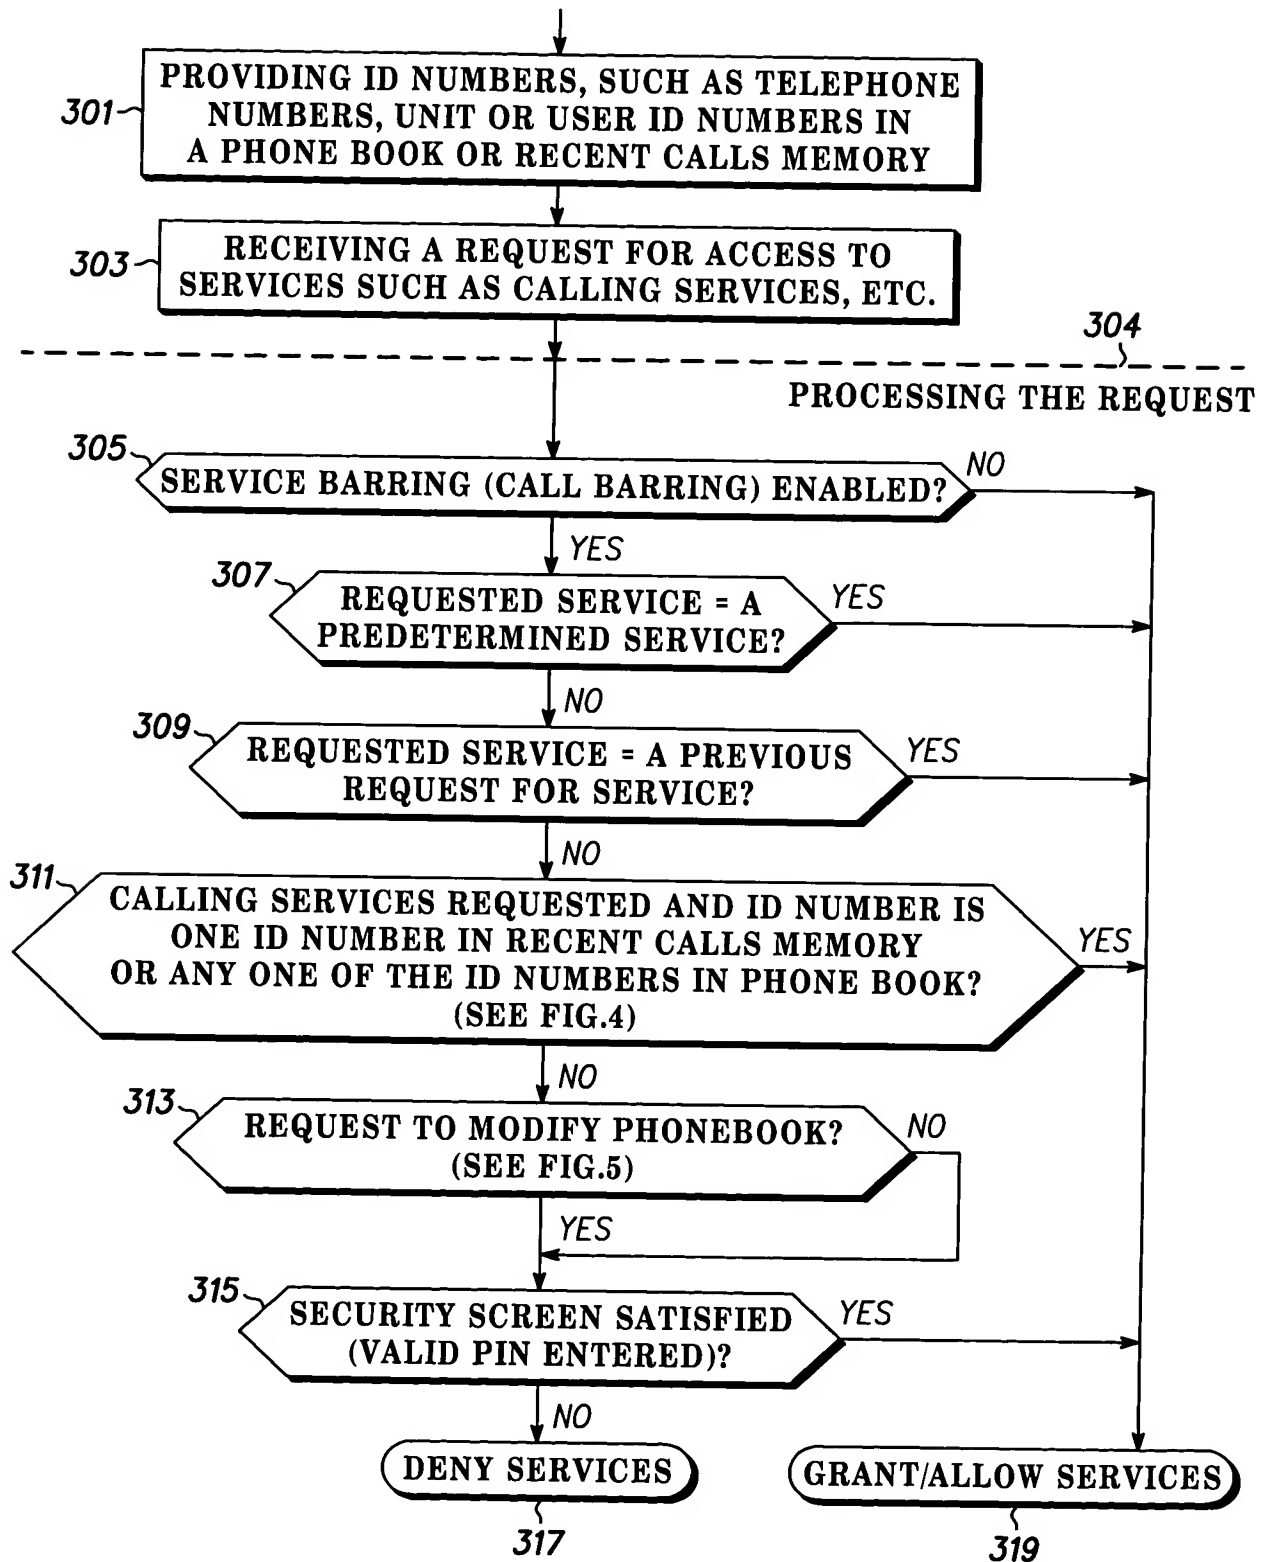 PROVIDING ID NUMBERS, SUCH AS TELEPHONE
301
NUMBERS, UNIT OR USER ID NUMBERS IN
A PHONE BOOK OR RECENT CALLS MEMORY
303
RECEIVING A REQUEST FOR ACCESS TO
SERVICES SUCH AS CALLING SERVICES, ETC.
304
PROCESSING THE REQUEST
305
SERVICE BARRING (CALL BARRING) ENABLED?
NO
YES
307
REQUESTED SERVICE = A
PREDETERMINED SERVICE?
YES
NO
309
REQUESTED SERVICE = A PREVIOUS
REQUEST FOR SERVICE?
YES
NO
311
CALLING SERVICES REQUESTED AND ID NUMBER IS
ONE ID NUMBER IN RECENT CALLS MEMORY
OR ANY ONE OF THE ID NUMBERS IN PHONE BOOK?
(SEE FIG.4)
YES
NO
313
REQUEST TO MODIFY PHONEBOOK?
(SEE FIG.5)
NO
YES
315
SECURITY SCREEN SATISFIED
(VALID PIN ENTERED)?
YES
NO
DENY SERVICES
317
GRANT/ALLOW SERVICES
319